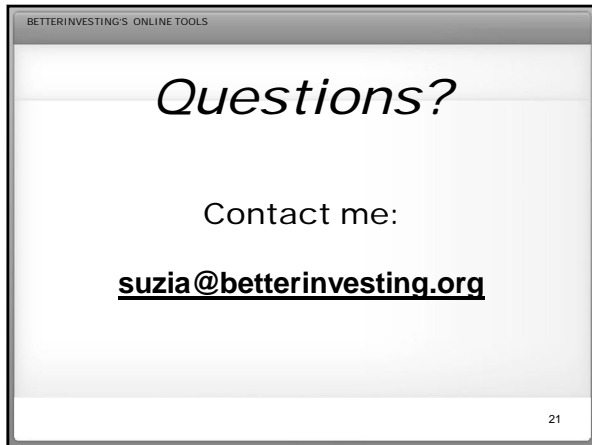 BETTERINVESTING'S ONLINE TOOLS
Questions?
Contact me:
suzia@betterinvesting.org
21